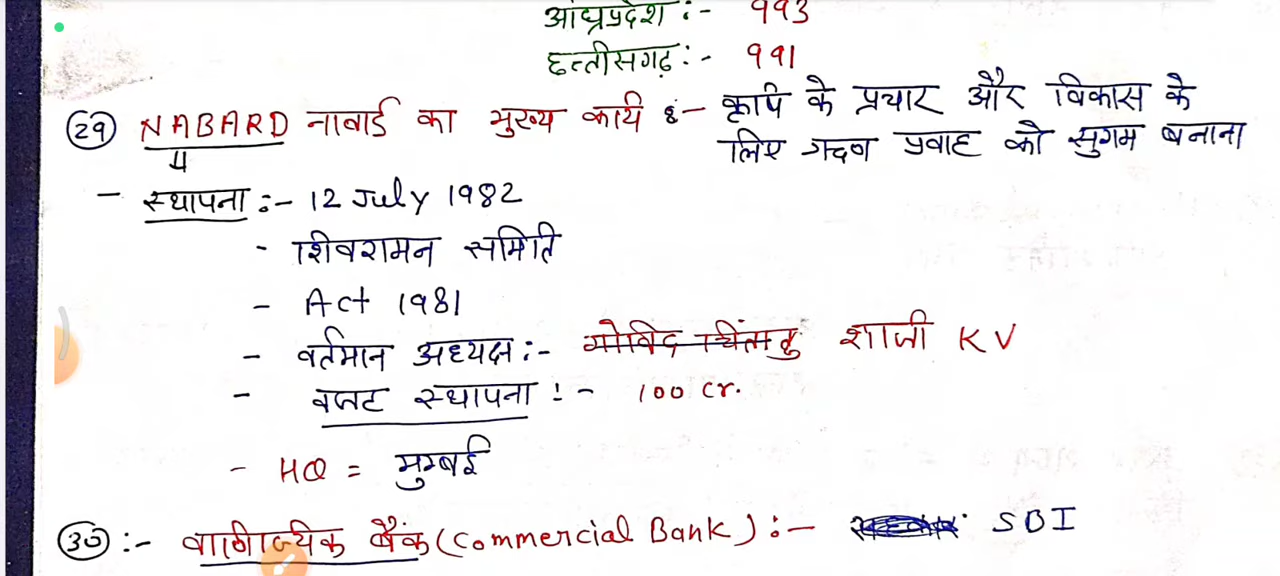 आंध्रप्रदेश :- 993
छत्तीसगढ़ :- 991
(29) NABARD नाबार्ड का मुख्य कार्य :- कृषि के प्रचार और विकास के
लिए ऋण प्रवाह को सुगम बनाना
- स्थापना :- 12 July 1982
- शिवरामन समिति
- Act 1981
- वर्तमान अध्यक्ष :- गोविंद चिंतालु शाजी KV
- बजट स्थापना :- 100 Cr.
- HQ = मुम्बई
(30) :- वाणिज्यिक बैंक (Commercial Bank) :- SBI